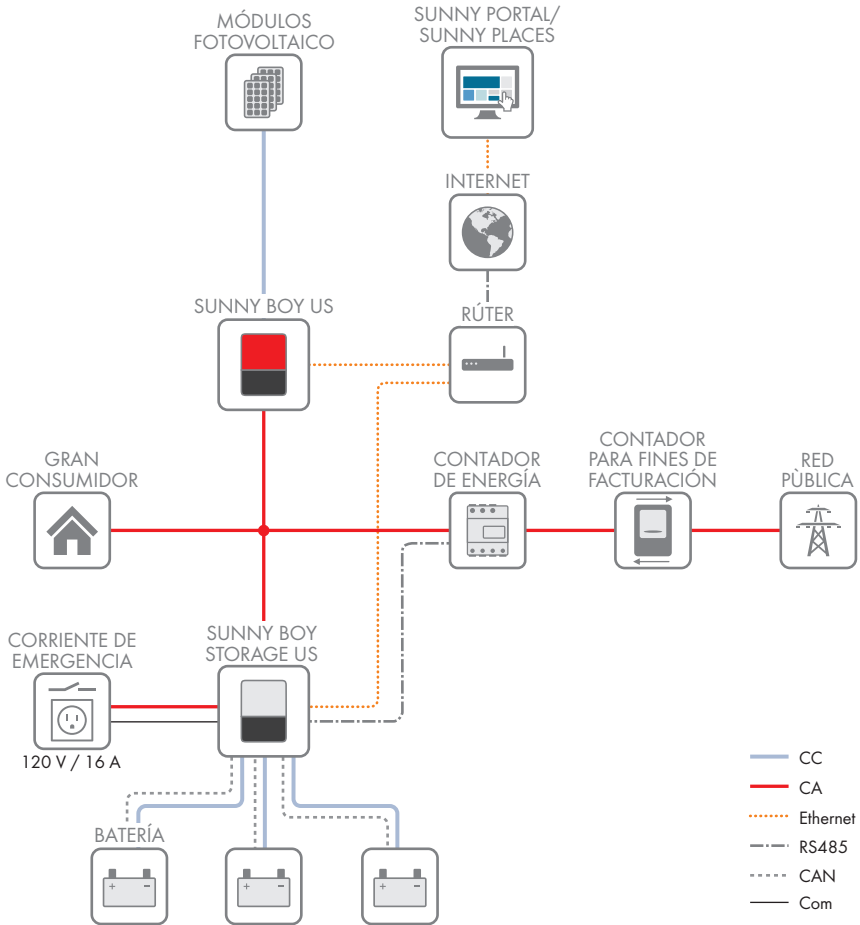 MÓDULOS
FOTOVOLTAICO
SUNNY PORTAL/
SUNNY PLACES
INTERNET
SUNNY BOY US
RÚTER
GRAN
CONSUMIDOR
CONTADOR
DE ENERGÍA
CONTADOR
PARA FINES DE
FACTURACIÓN
RED
PÙBLICA
CORRIENTE DE
EMERGENCIA
120 V / 16 A
SUNNY BOY
STORAGE US
BATERÍA
+ −
+ −
+ −
CC
CA
Ethernet
RS485
CAN
Com